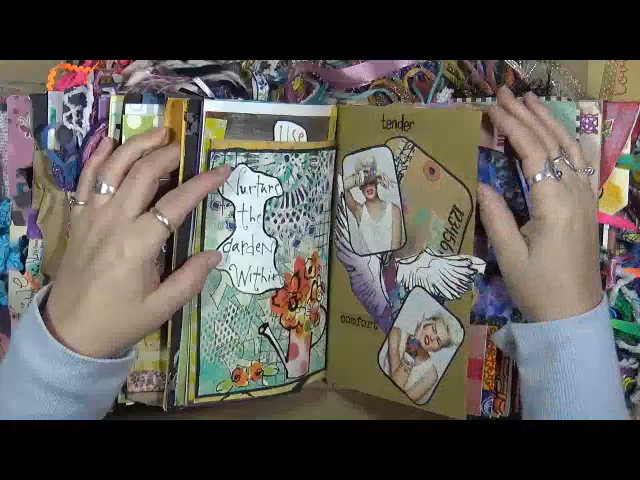 Use
Nurture
the
Garden
Within
tender
comfort